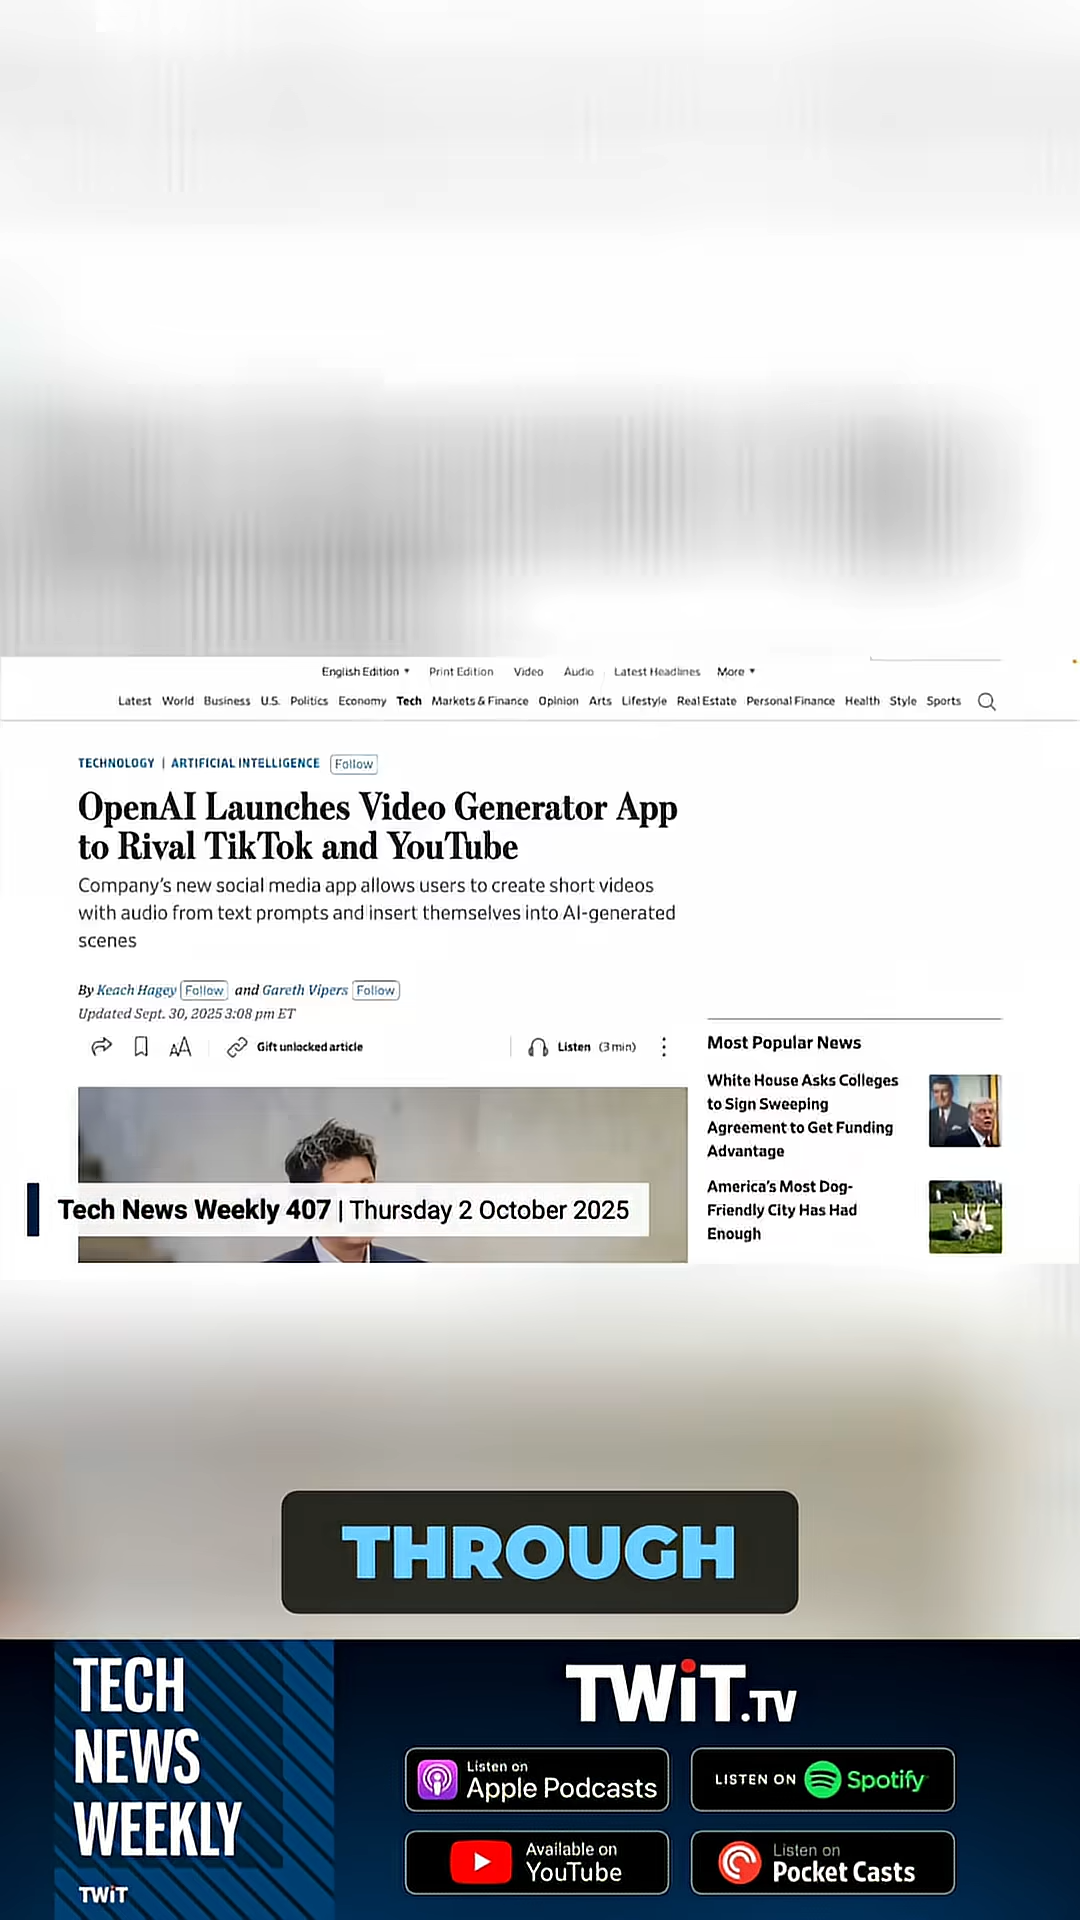 English Edition ▾ Print Edition Video Audio Latest Headlines More ▾
Latest World Business U.S. Politics Economy Tech Markets & Finance Opinion Arts Lifestyle Real Estate Personal Finance Health Style Sports
TECHNOLOGY | ARTIFICIAL INTELLIGENCE Follow
OpenAI Launches Video Generator App
to Rival TikTok and YouTube
Company's new social media app allows users to create short videos
with audio from text prompts and insert themselves into AI-generated
scenes
By Keach Hagey Follow and Gareth Vipers Follow
Updated Sept. 30, 2025 3:08 pm ET
AA Gift unlocked article Listen (3 min)
Most Popular News
White House Asks Colleges
to Sign Sweeping
Agreement to Get Funding
Advantage
America's Most Dog-
Friendly City Has Had
Enough
Tech News Weekly 407 | Thursday 2 October 2025
THROUGH
TECH
NEWS
WEEKLY
TWiT
TWiT.TV
Listen on
Apple Podcasts
LISTEN ON Spotify
Available on
YouTube
Listen on
Pocket Casts